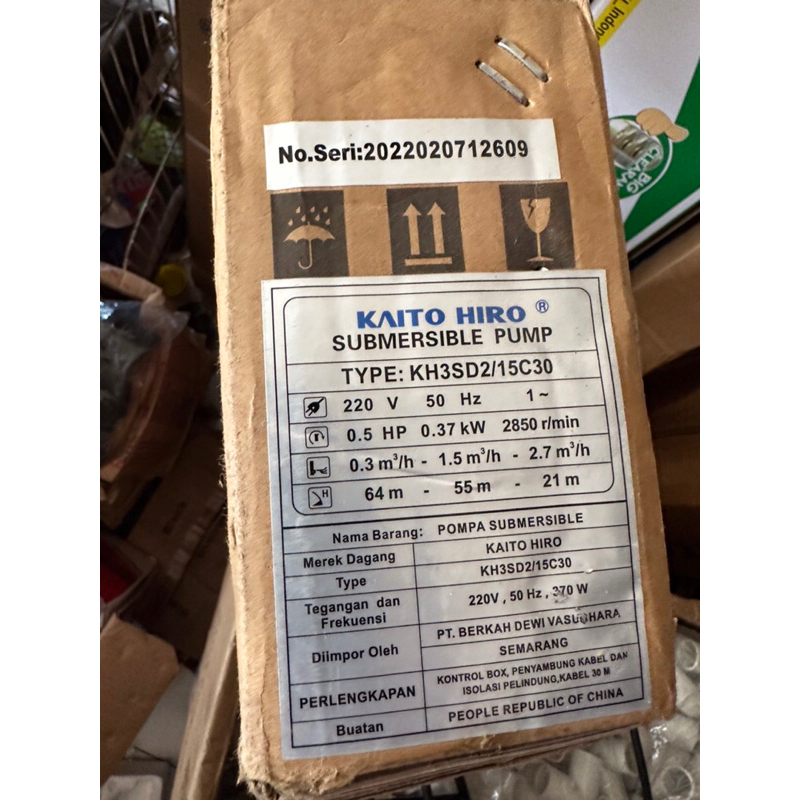 Indon
BIG
CLEARAN
No.Seri:2022020712609
KAITO HIRO ®
SUBMERSIBLE PUMP
TYPE: KH3SD2/15C30
220 V 50 Hz 1 ~
0.5 HP 0.37 kW 2850 r/min
0.3 m³/h - 1.5 m³/h - 2.7 m³/h
H 64 m - 55 m - 21 m
Nama Barang: POMPA SUBMERSIBLE
Merek Dagang KAITO HIRO
Type KH3SD2/15C30
Tegangan dan Frekuensi 220V , 50 Hz , 370 W
Diimpor Oleh PT. BERKAH DEWI VASUDHARA
SEMARANG
PERLENGKAPAN KONTROL BOX, PENYAMBUNG KABEL DAN
ISOLASI PELINDUNG,KABEL 30 M
Buatan PEOPLE REPUBLIC OF CHINA